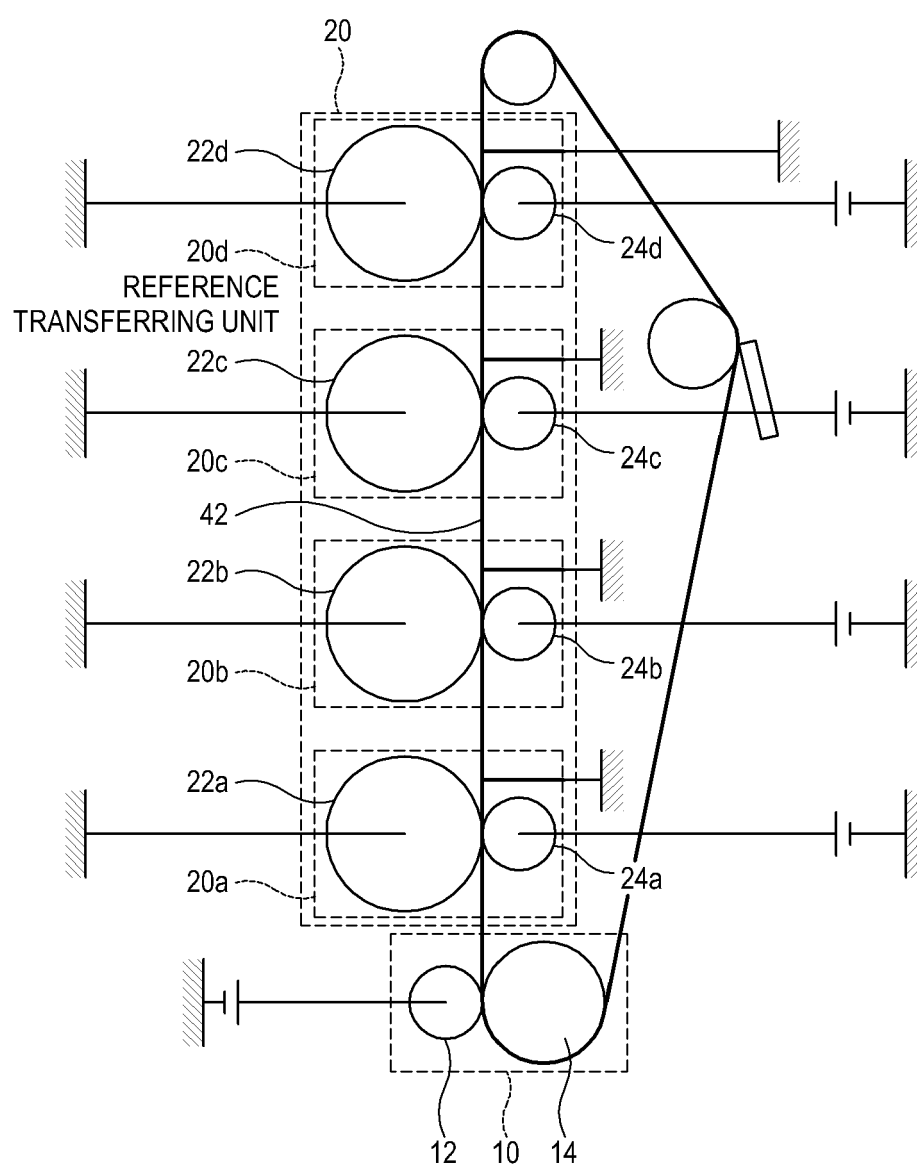 20
22d
20d
24d
REFERENCE
TRANSFERRING UNIT
22c
20c
24c
42
22b
20b
24b
22a
20a
24a
12
10
14